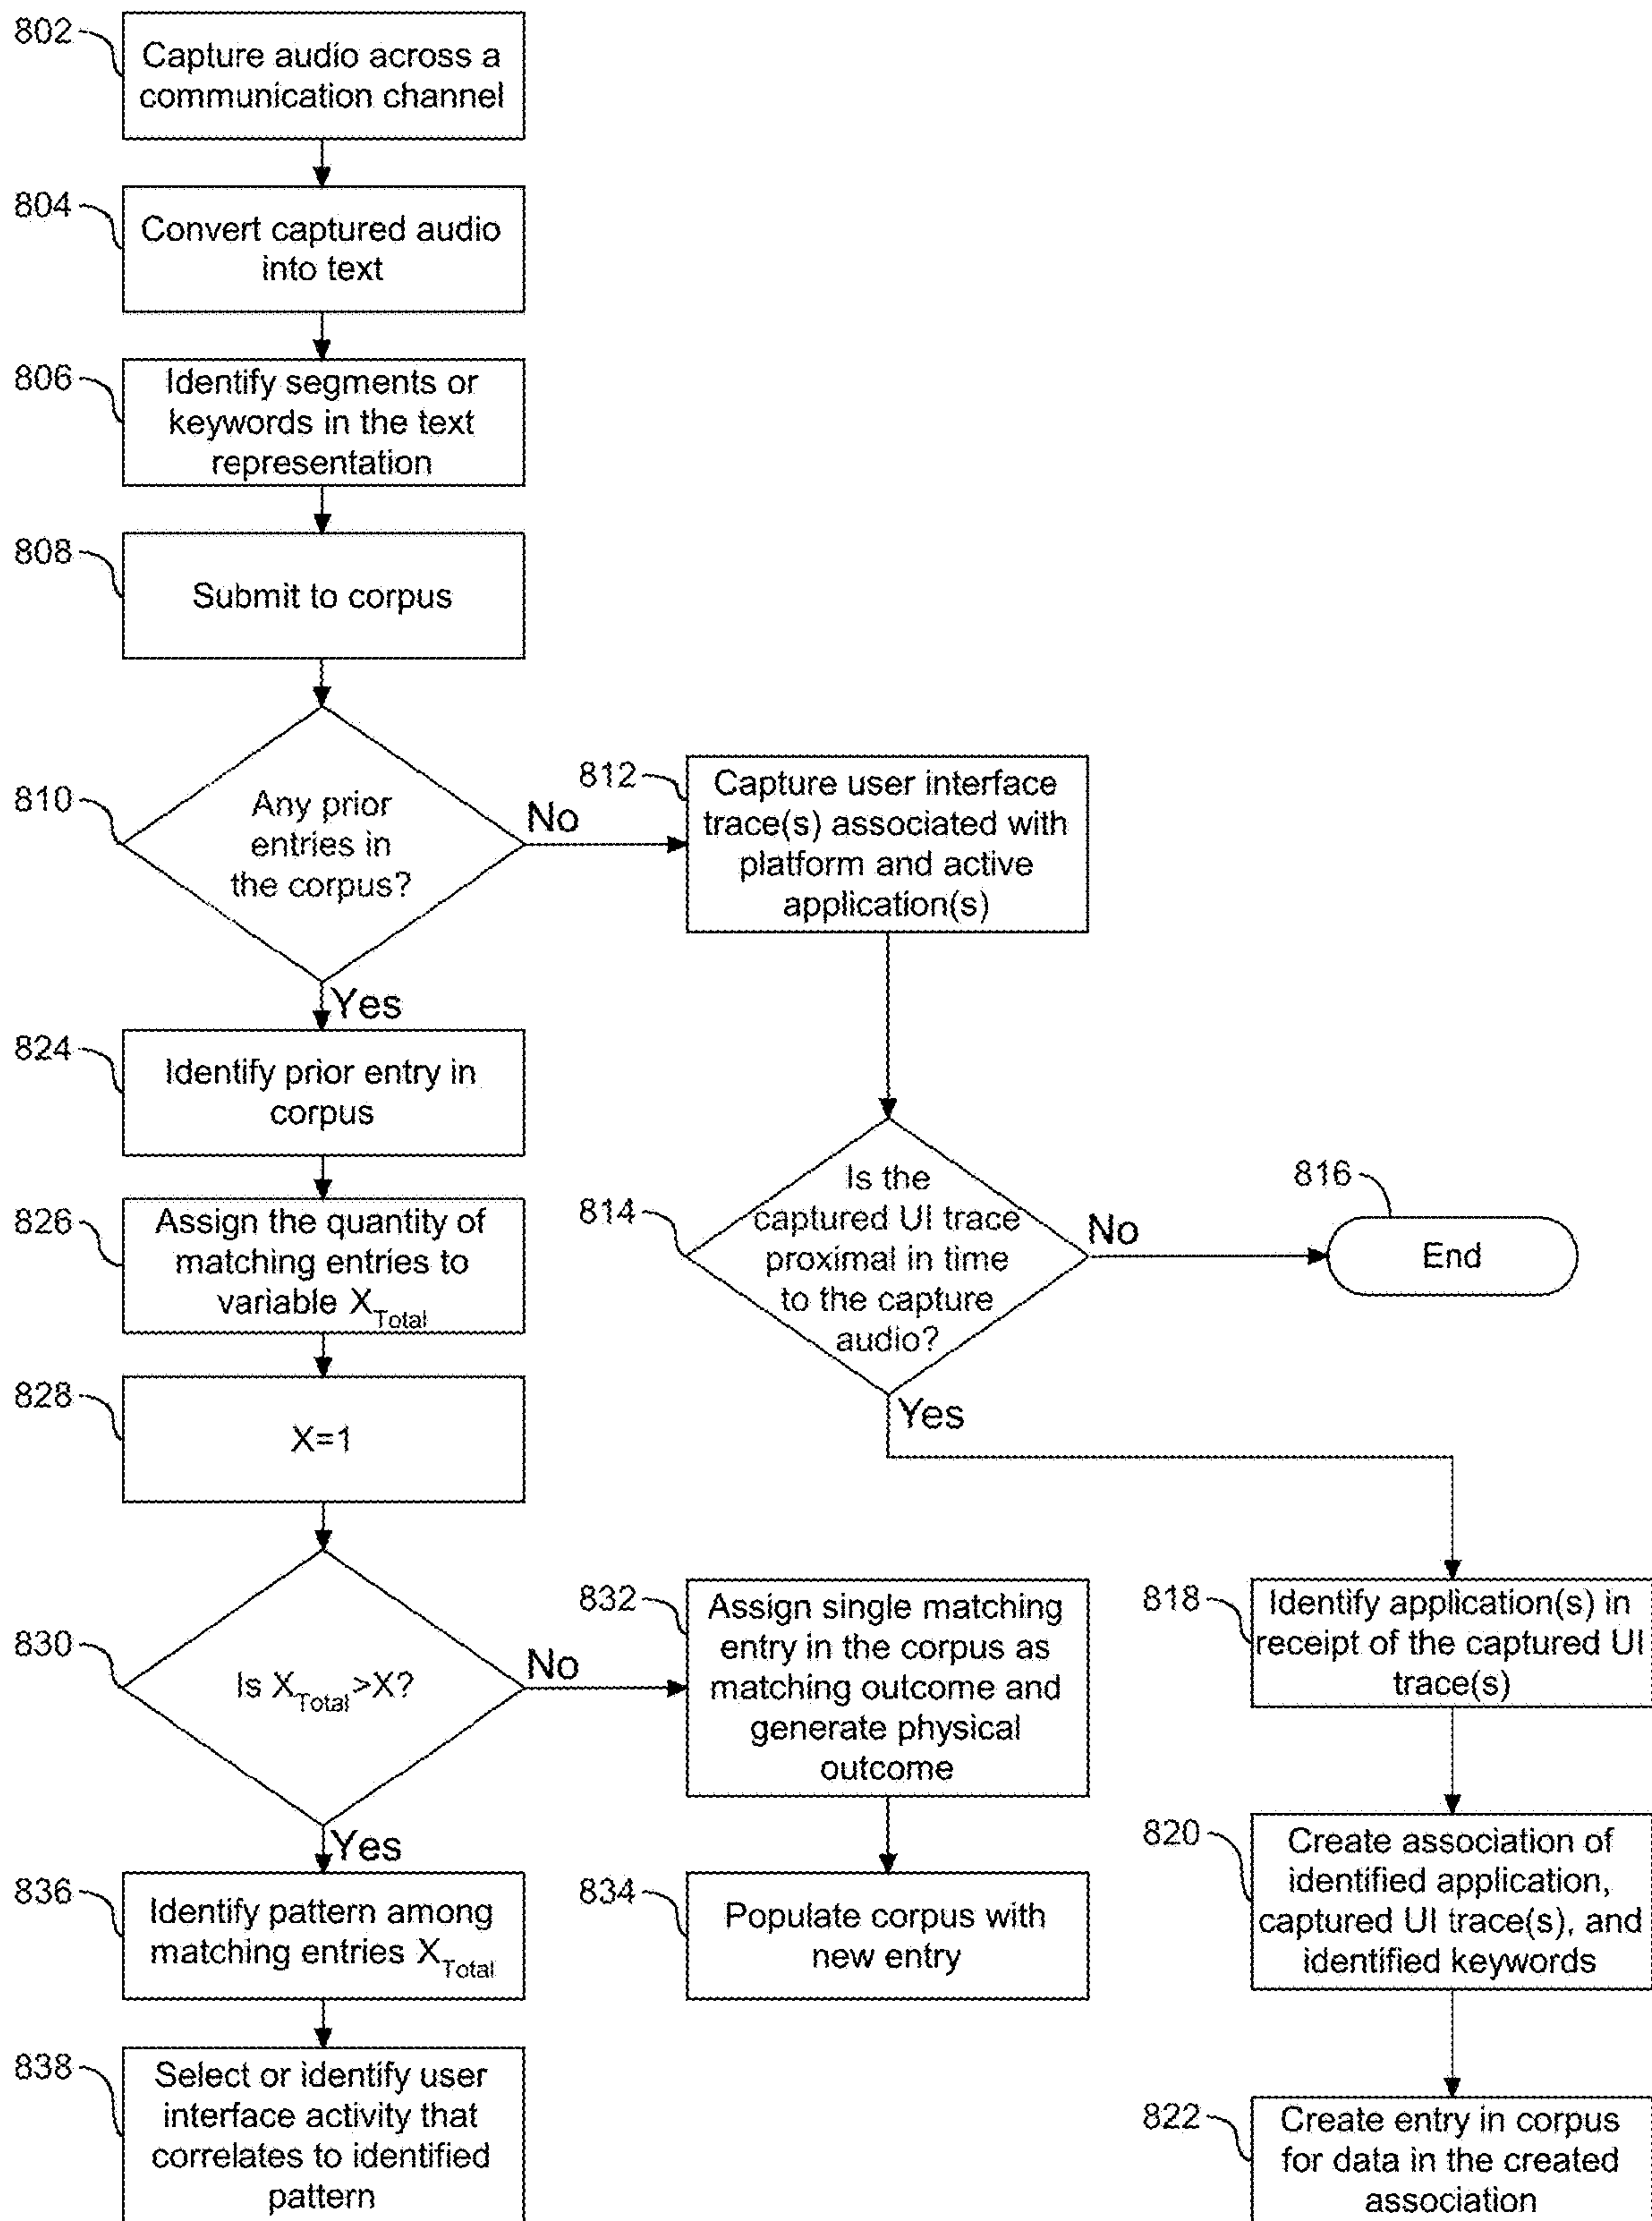 802
Capture audio across a
communication channel
804
Convert captured audio
into text
806
Identify segments or
keywords in the text
representation
808
Submit to corpus
810
Any prior
entries in
the corpus?
No
Yes
812
Capture user interface
trace(s) associated with
platform and active
application(s)
814
Is the
captured UI trace
proximal in time
to the capture
audio?
No
Yes
816
End
818
Identify application(s) in
receipt of the captured UI
trace(s)
820
Create association of
identified application,
captured UI trace(s), and
identified keywords
822
Create entry in corpus
for data in the created
association
824
Identify prior entry in
corpus
826
Assign the quantity of
matching entries to
variable XTotal
828
X=1
830
Is XTotal>X?
No
Yes
832
Assign single matching
entry in the corpus as
matching outcome and
generate physical
outcome
834
Populate corpus with
new entry
836
Identify pattern among
matching entries XTotal
838
Select or identify user
interface activity that
correlates to identified
pattern